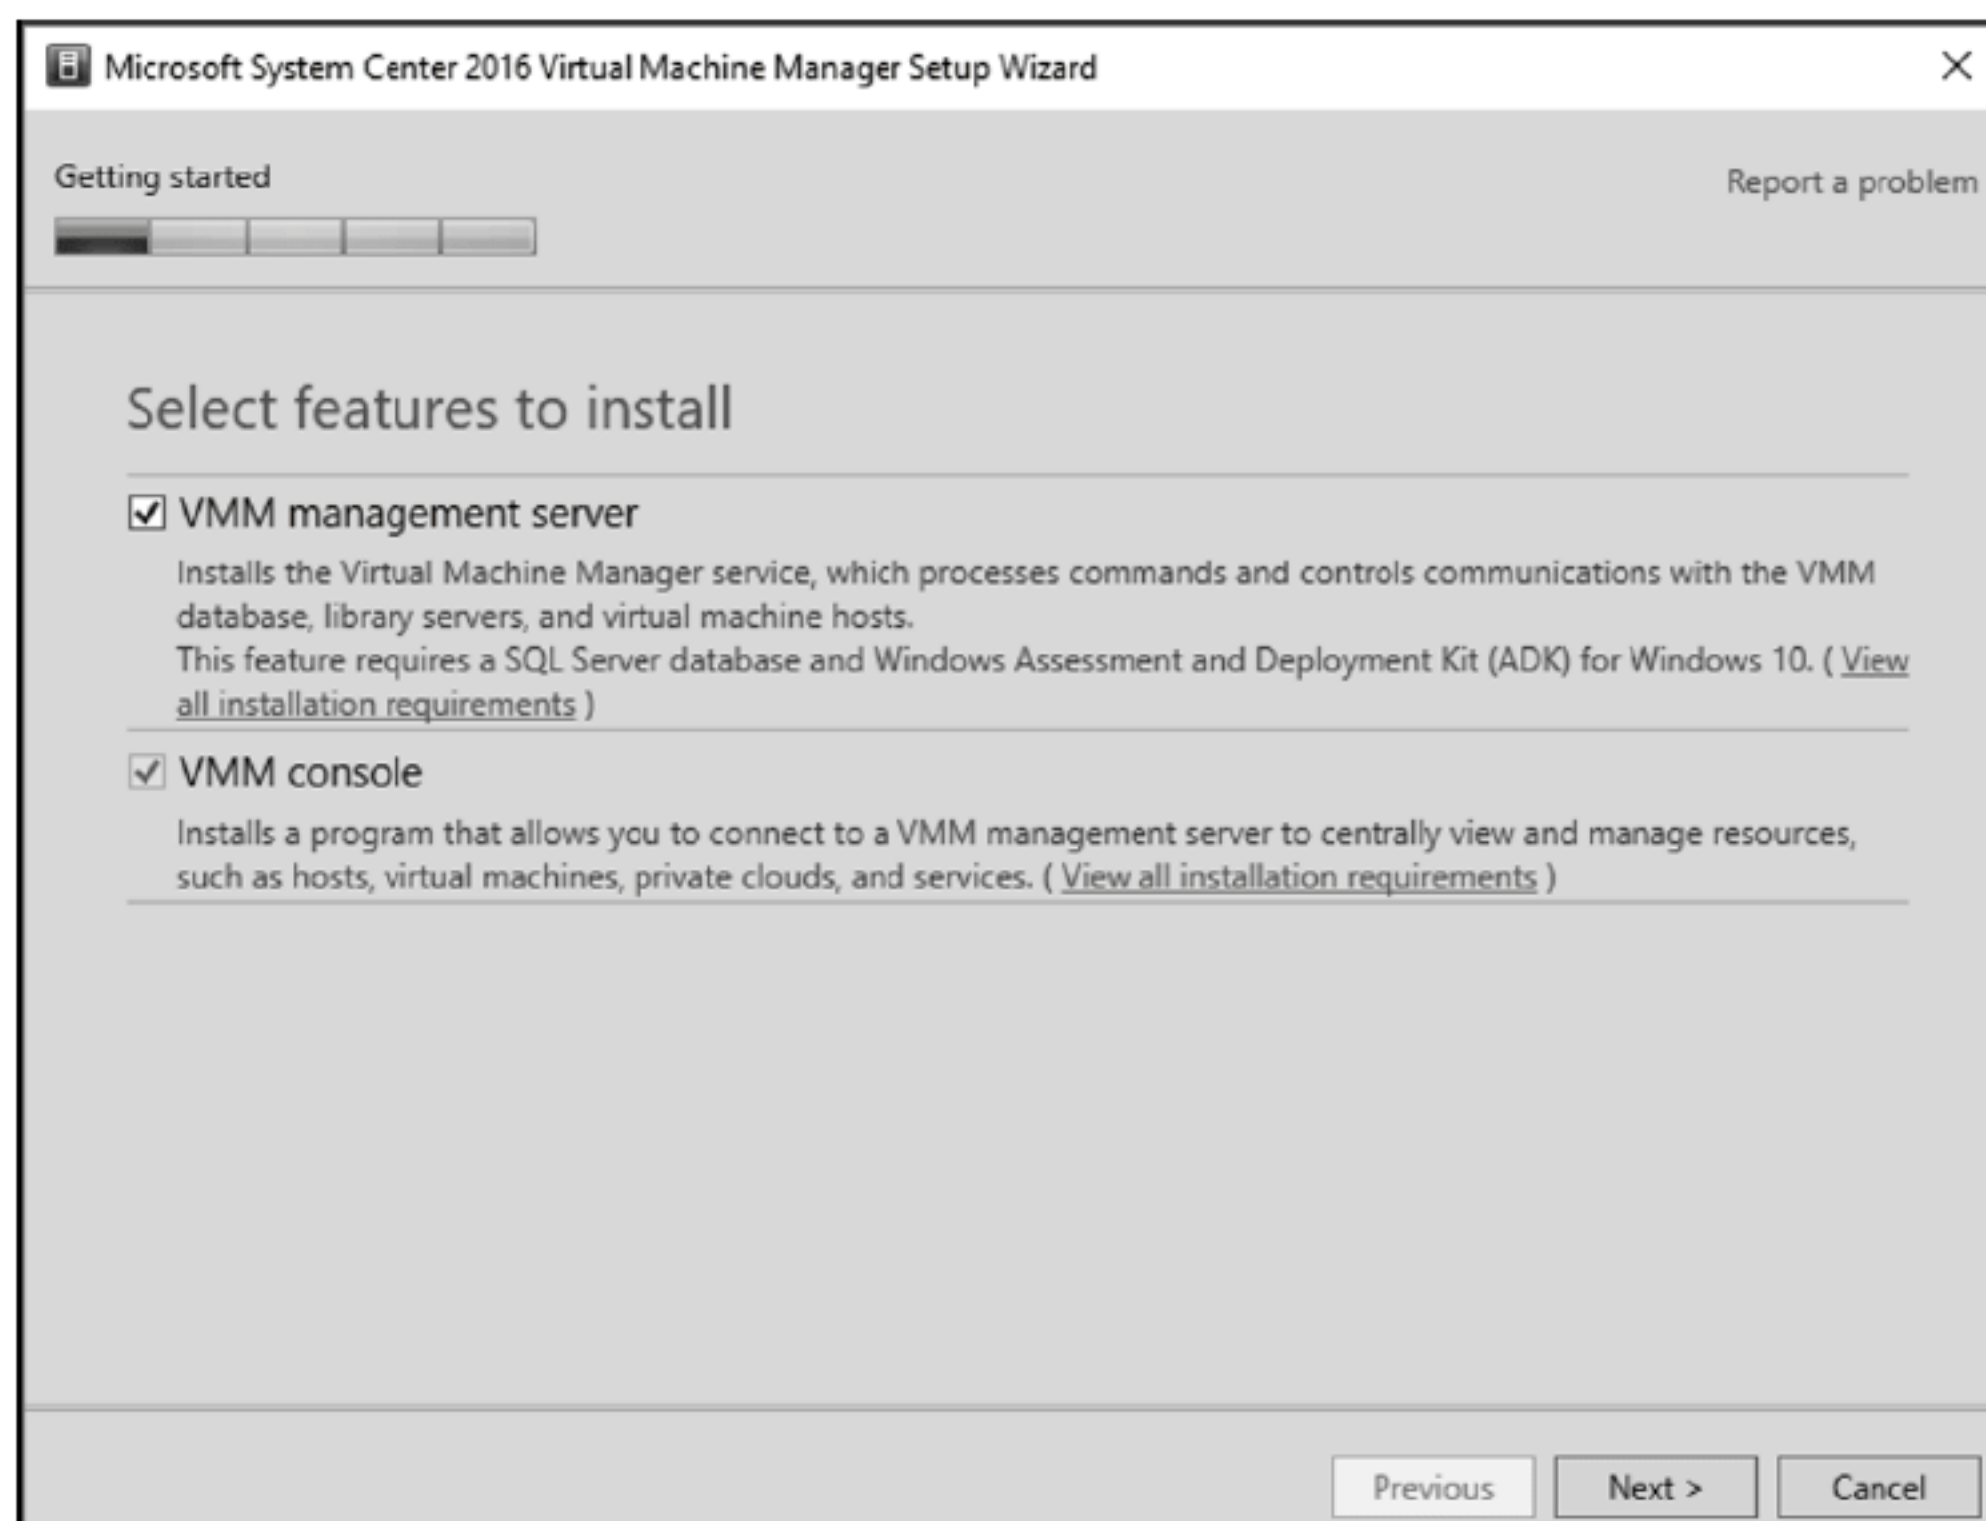 Microsoft System Center 2016 Virtual Machine Manager Setup Wizard
Getting started
Report a problem
Select features to install
VMM management server
Installs the Virtual Machine Manager service, which processes commands and controls communications with the VMM
database, library servers, and virtual machine hosts.
This feature requires a SQL Server database and Windows Assessment and Deployment Kit (ADK) for Windows 10. ( View
all installation requirements )
VMM console
Installs a program that allows you to connect to a VMM management server to centrally view and manage resources,
such as hosts, virtual machines, private clouds, and services. ( View all installation requirements )
Previous
Next >
Cancel